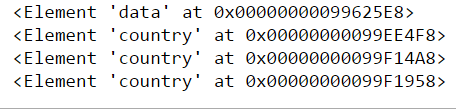 <Element 'data' at 0x00000000099625E8>
<Element 'country' at 0x00000000099EE4F8>
<Element 'country' at 0x00000000099F14A8>
<Element 'country' at 0x00000000099F1958>